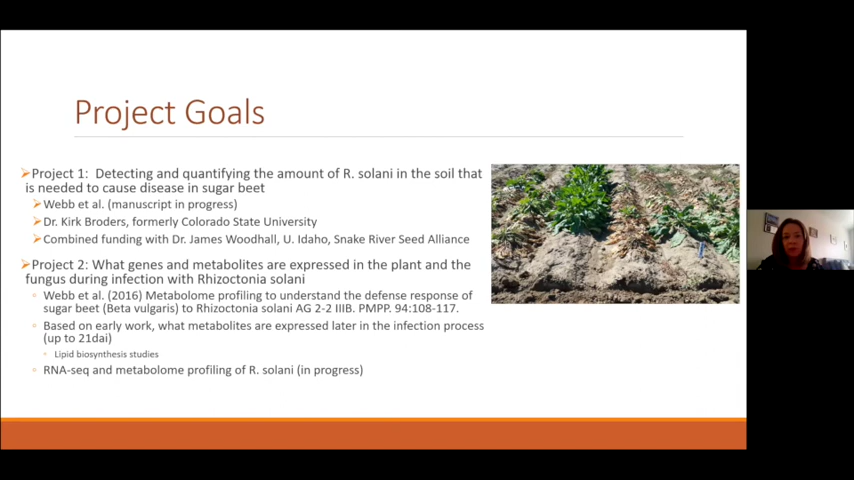 Project Goals
Project 1: Detecting and quantifying the amount of R. solani in the soil that
is needed to cause disease in sugar beet
Webb et al. (manuscript in progress)
Dr. Kirk Broders, formerly Colorado State University
Combined funding with Dr. James Woodhall, U. Idaho, Snake River Seed Alliance
Project 2: What genes and metabolites are expressed in the plant and the
fungus during infection with Rhizoctonia solani
Webb et al. (2016) Metabolome profiling to understand the defense response of
sugar beet (Beta vulgaris) to Rhizoctonia solani AG 2-2 IIIB. PMPP. 94:108-117.
Based on early work, what metabolites are expressed later in the infection process
(up to 21dai)
Lipid biosynthesis studies
RNA-seq and metabolome profiling of R. solani (in progress)